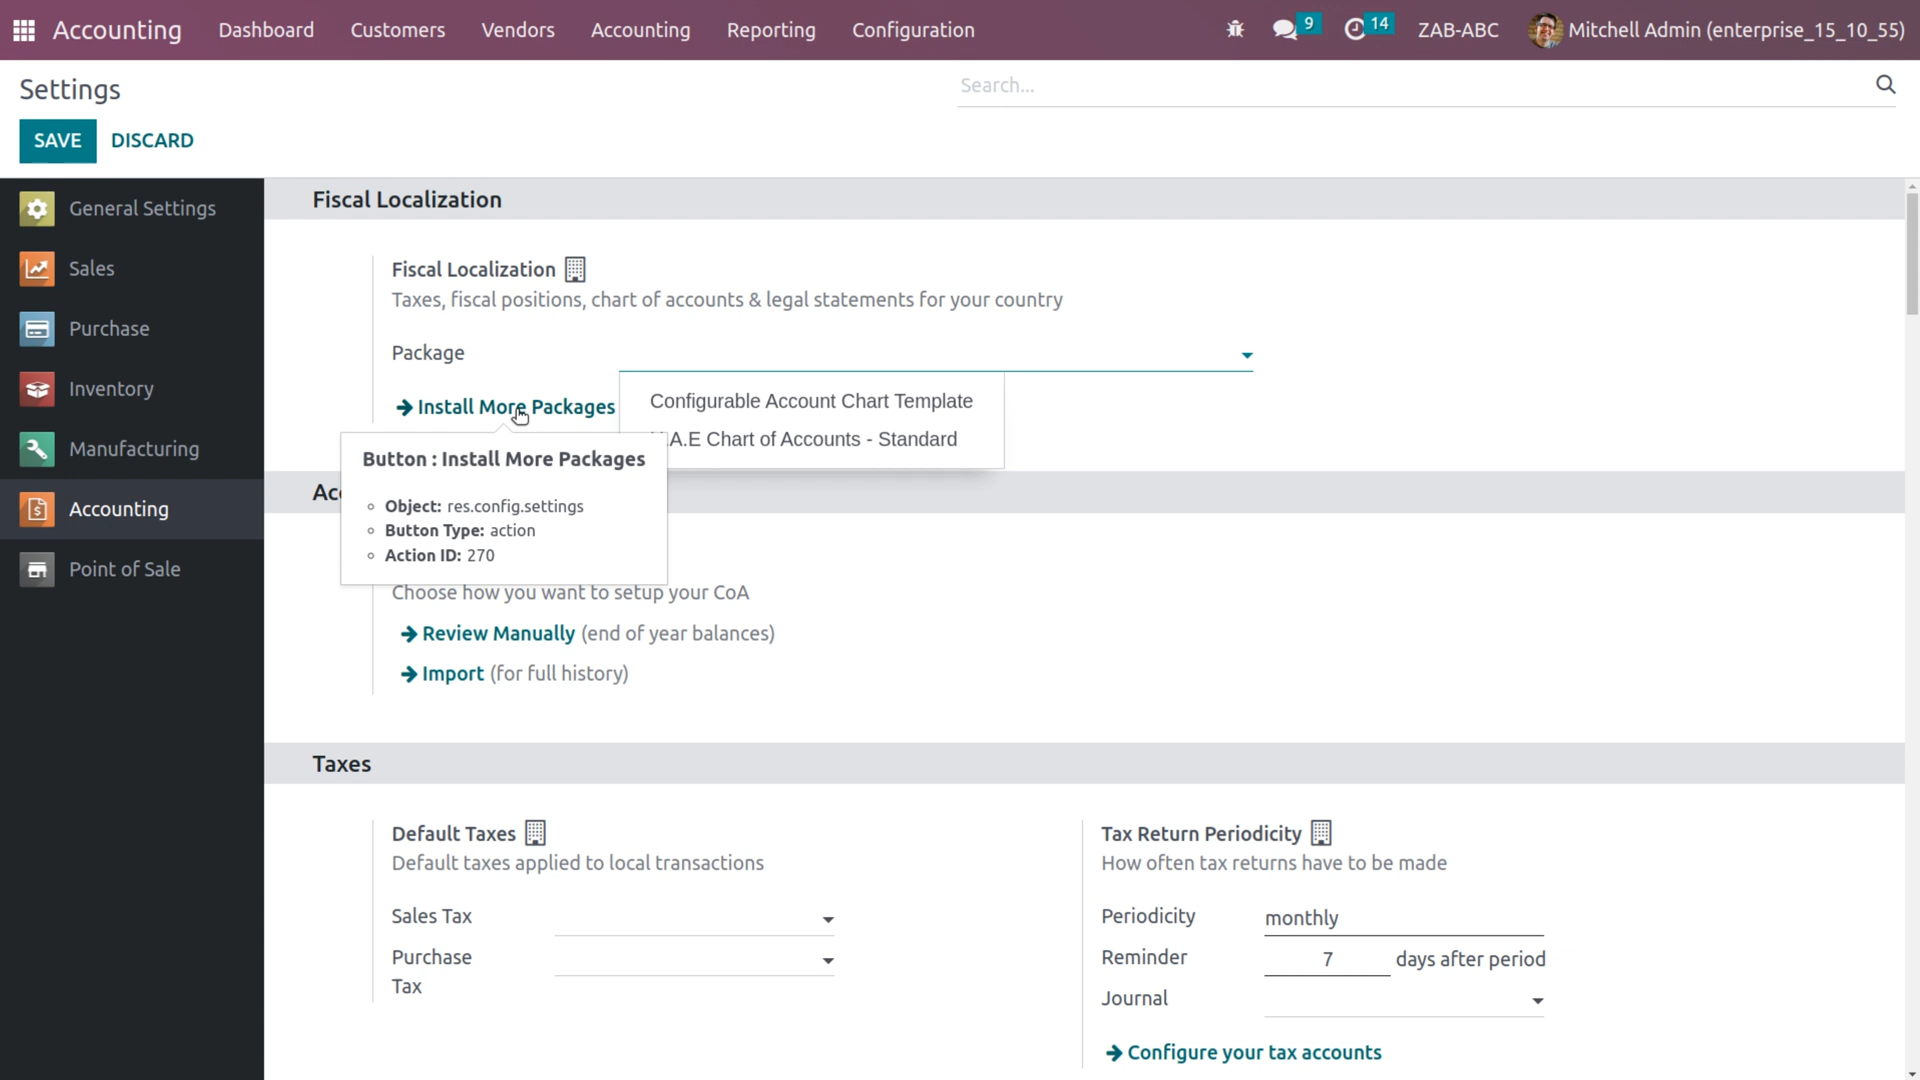 Accounting Dashboard Customers Vendors Accounting Reporting Configuration 9 14 ZAB-ABC Mitchell Admin (enterprise_15_10_55)
Settings
Search...
SAVE DISCARD
General Settings
Sales
Purchase
Inventory
Manufacturing
Accounting
Point of Sale
Fiscal Localization
Fiscal Localization
Taxes, fiscal positions, chart of accounts & legal statements for your country
Package
Install More Packages
Configurable Account Chart Template
.A.E Chart of Accounts - Standard
Button : Install More Packages
Object: res.config.settings
Button Type: action
Action ID: 270
Choose how you want to setup your CoA
Review Manually (end of year balances)
Import (for full history)
Taxes
Default Taxes
Default taxes applied to local transactions
Sales Tax
Purchase
Tax
Tax Return Periodicity
How often tax returns have to be made
Periodicity monthly
Reminder 7 days after period
Journal
Configure your tax accounts